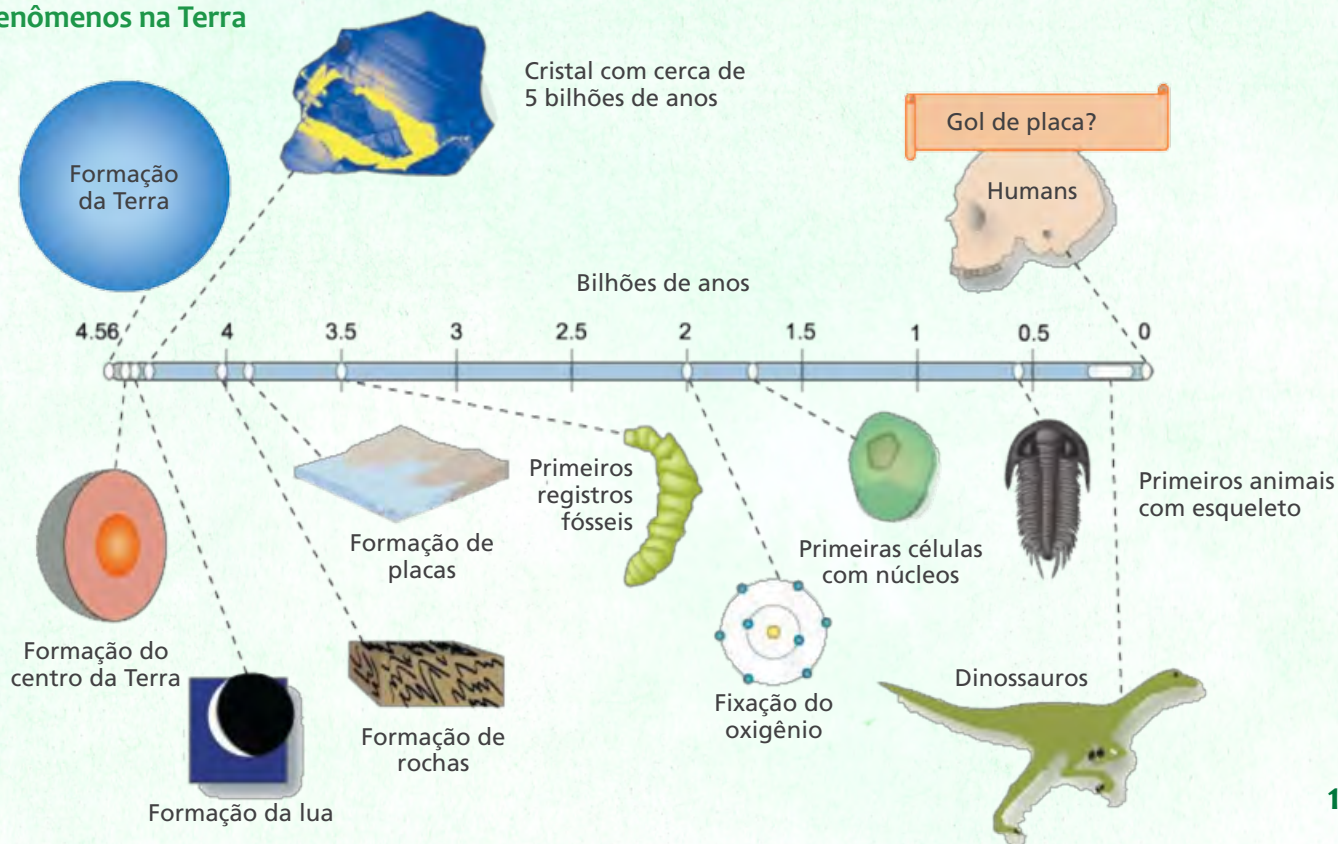 enômenos na Terra
Cristal com cerca de
5 bilhões de anos
Formação
da Terra
Gol de placa?
Humans
Bilhões de anos
4.56 4 3.5 3 2.5 2 1.5 1 0.5 0
Formação de
placas
Primeiros
registros
fósseis
Primeiras células
com núcleos
Primeiros animais
com esqueleto
Formação do
centro da Terra
Formação da lua
Formação de
rochas
Fixação do
oxigênio
Dinossauros
1